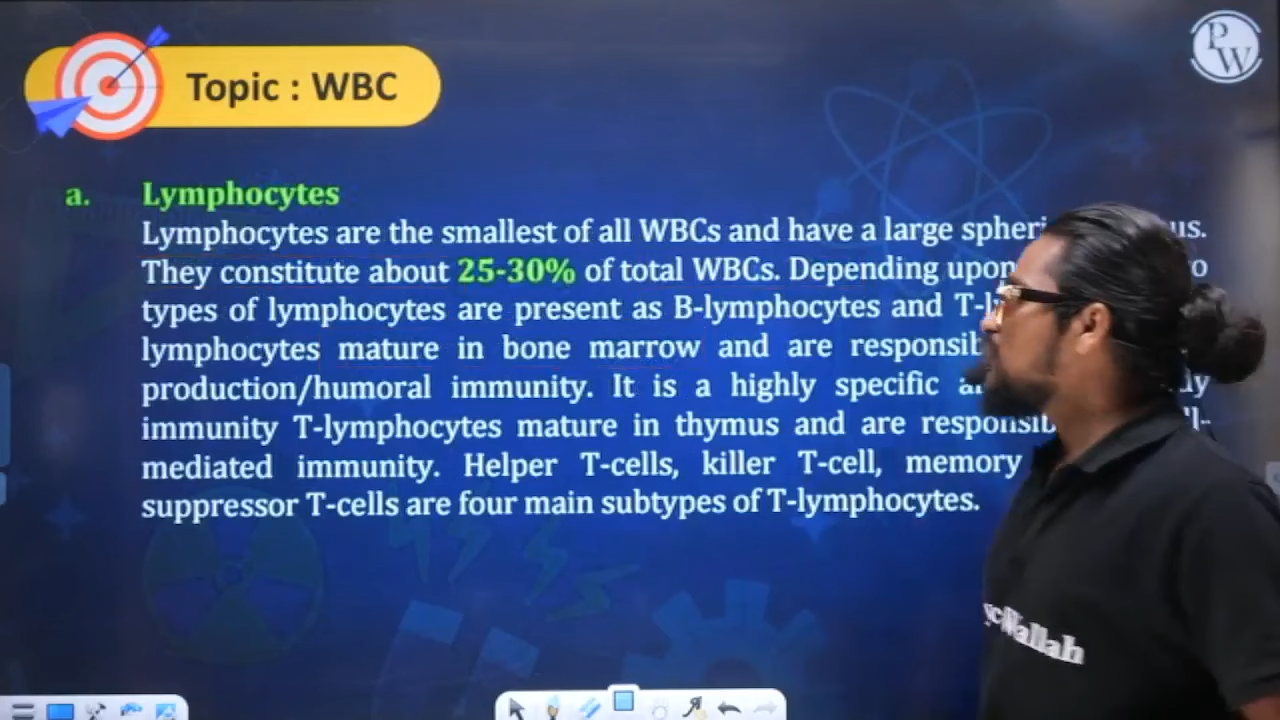 PW
Topic : WBC
a. Lymphocytes
Lymphocytes are the smallest of all WBCs and have a large spheri us.
They constitute about 25-30% of total WBCs. Depending upon
types of lymphocytes are present as B-lymphocytes and T-l
lymphocytes mature in bone marrow and are responsib
production/humoral immunity. It is a highly specific a
immunity T-lymphocytes mature in thymus and are responsib l-
mediated immunity. Helper T-cells, killer T-cell, memory
suppressor T-cells are four main subtypes of T-lymphocytes.
Wallah